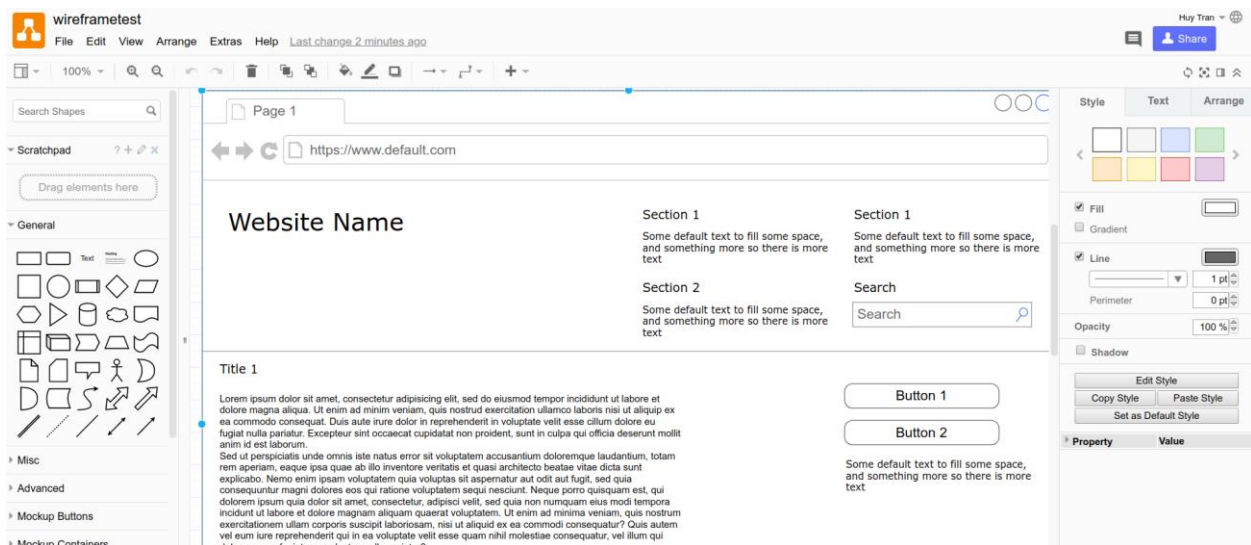 wireframetest
Huy Tran
File Edit View Arrange Extras Help Last change 2 minutes ago
Share
100%
Search Shapes
Scratchpad
?
Drag elements here
General
Text
Heading
Misc
Advanced
Mockup Buttons
Mockup Containers
Page 1
https://www.default.com
Website Name
Section 1
Some default text to fill some space,
and something more so there is more
text
Section 1
Some default text to fill some space,
and something more so there is more
text
Section 2
Some default text to fill some space,
and something more so there is more
text
Search
Search
Title 1
Lorem ipsum dolor sit amet, consectetur adipisicing elit, sed do eiusmod tempor incididunt ut labore et
dolore magna aliqua. Ut enim ad minim veniam, quis nostrud exercitation ullamco laboris nisi ut aliquip ex
ea commodo consequat. Duis aute irure dolor in reprehenderit in voluptate velit esse cillum dolore eu
fugiat nulla pariatur. Excepteur sint occaecat cupidatat non proident, sunt in culpa qui officia deserunt mollit
anim id est laborum.
Sed ut perspiciatis unde omnis iste natus error sit voluptatem accusantium doloremque laudantium, totam
rem aperiam, eaque ipsa quae ab illo inventore veritatis et quasi architecto beatae vitae dicta sunt
explicabo. Nemo enim ipsam voluptatem quia voluptas sit aspernatur aut odit aut fugit, sed quia
consequuntur magni dolores eos qui ratione voluptatem sequi nesciunt. Neque porro quisquam est, qui
dolorem ipsum quia dolor sit amet, consectetur, adipisci velit, sed quia non numquam eius modi tempora
incidunt ut labore et dolore magnam aliquam quaerat voluptatem. Ut enim ad minima veniam, quis nostrum
exercitationem ullam corporis suscipit laboriosam, nisi ut aliquid ex ea commodi consequatur? Quis autem
vel eum iure reprehenderit qui in ea voluptate velit esse quam nihil molestiae consequatur, vel illum qui
Button 1
Button 2
Some default text to fill some space,
and something more so there is more
text
Style Text Arrange
Fill
Gradient
Line
1 pt
Perimeter 0 pt
Opacity 100 %
Shadow
Edit Style
Copy Style Paste Style
Set as Default Style
Property Value